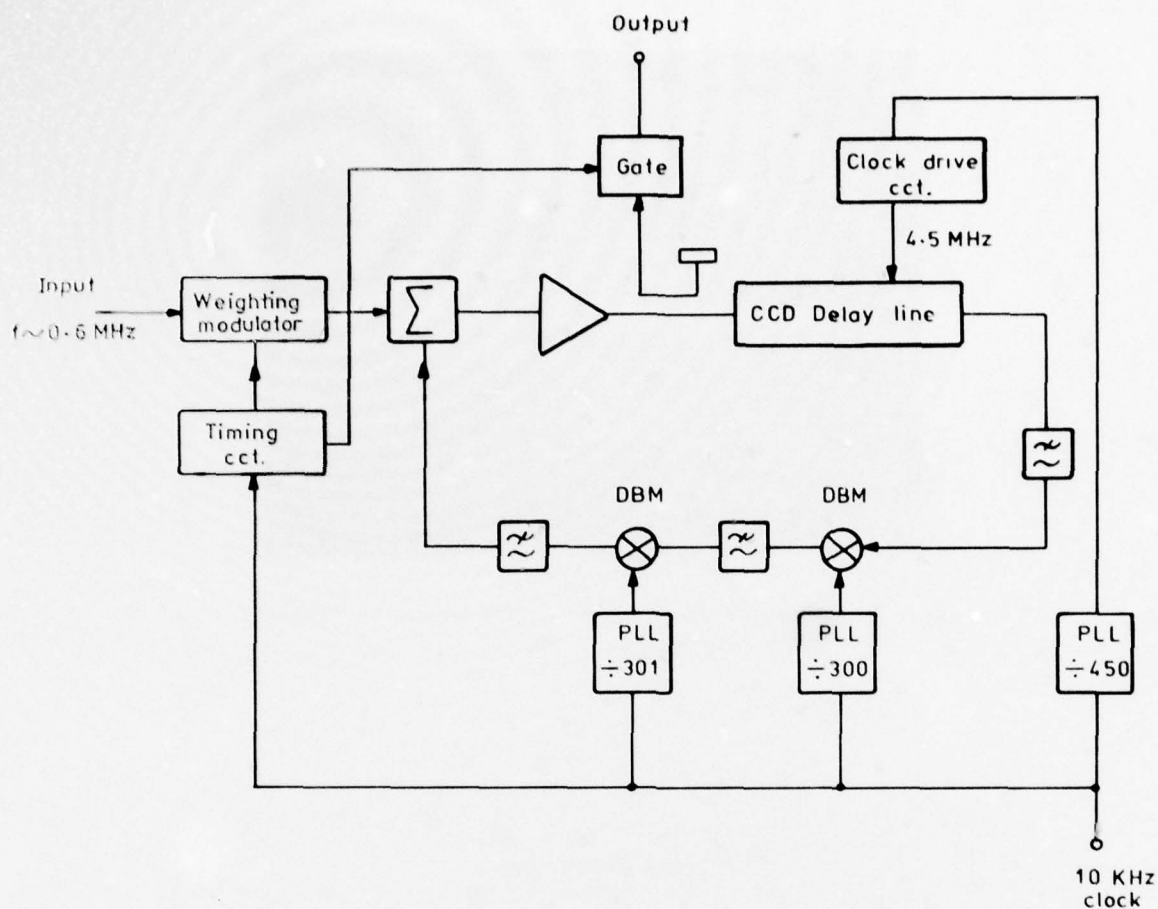 Output
Gate
Clock drive
cct.
4·5 MHz
Input
f~0·6 MHz
Weighting
modulator
Σ
CCD Delay line
Timing
cct.
DBM
DBM
PLL
÷301
PLL
÷300
PLL
÷450
10 KHz
clock